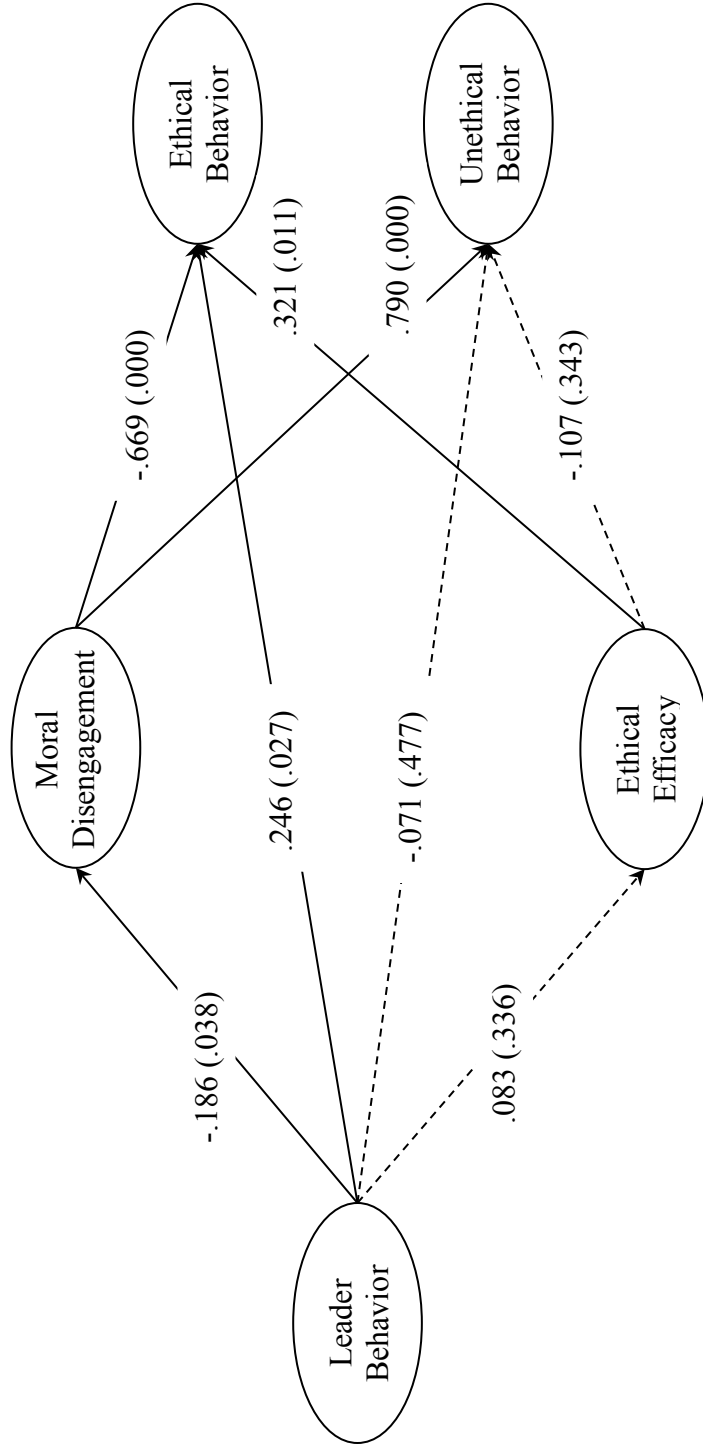 Moral
Disengagement
Ethical
Behavior
-.669 (.000)
-.186 (.038)
.321 (.011)
.246 (.027)
Leader
Behavior
.790 (.000)
-.071 (.477)
Unethical
Behavior
.083 (.336)
-.107 (.343)
Ethical
Efficacy